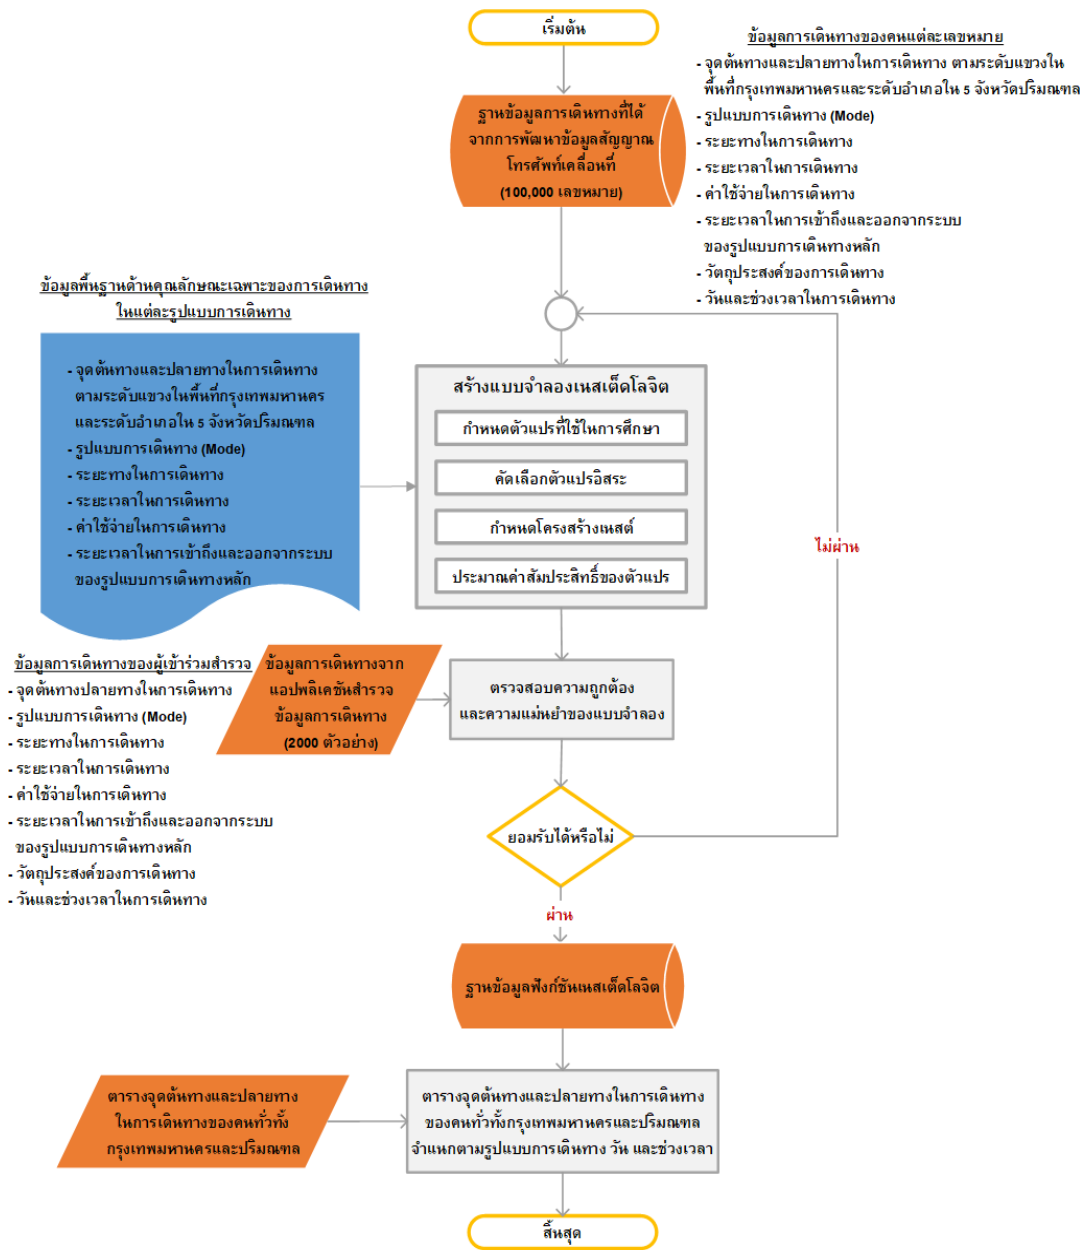 เริ่มต้น
ข้อมูลการเดินทางของคนแต่ละเลขหมาย
- จุดต้นทางและปลายทางในการเดินทาง ตามระดับแขวงใน
พื้นที่กรุงเทพมหานครและระดับอำเภอใน 5 จังหวัดปริมณฑล
- รูปแบบการเดินทาง (Mode)
- ระยะทางในการเดินทาง
- ระยะเวลาในการเดินทาง
- ค่าใช้จ่ายในการเดินทาง
- ระยะเวลาในการเข้าถึงและออกจากระบบ
ของรูปแบบการเดินทางหลัก
- วัตถุประสงค์ของการเดินทาง
- วันและช่วงเวลาในการเดินทาง
ฐานข้อมูลการเดินทางที่ได้
จากการพัฒนาข้อมูลสัญญาณ
โทรศัพท์เคลื่อนที่
(100,000 เลขหมาย)
ข้อมูลพื้นฐานด้านคุณลักษณะเฉพาะของการเดินทาง
ในแต่ละรูปแบบการเดินทาง
- จุดต้นทางและปลายทางในการเดินทาง
ตามระดับแขวงในพื้นที่กรุงเทพมหานคร
และระดับอำเภอใน 5 จังหวัดปริมณฑล
- รูปแบบการเดินทาง (Mode)
- ระยะทางในการเดินทาง
- ระยะเวลาในการเดินทาง
- ค่าใช้จ่ายในการเดินทาง
- ระยะเวลาในการเข้าถึงและออกจากระบบ
ของรูปแบบการเดินทางหลัก
สร้างแบบจำลองเนสเต็ดโลจิต
กำหนดตัวแปรที่ใช้ในการศึกษา
คัดเลือกตัวแปรอิสระ
กำหนดโครงสร้างเนสต์
ประมาณค่าสัมประสิทธิ์ของตัวแปร
ไม่ผ่าน
ข้อมูลการเดินทางของผู้เข้าร่วมสำรวจ
- จุดต้นทางปลายทางในการเดินทาง
- รูปแบบการเดินทาง (Mode)
- ระยะทางในการเดินทาง
- ระยะเวลาในการเดินทาง
- ค่าใช้จ่ายในการเดินทาง
- ระยะเวลาในการเข้าถึงและออกจากระบบ
ของรูปแบบการเดินทางหลัก
- วัตถุประสงค์ของการเดินทาง
- วันและช่วงเวลาในการเดินทาง
ข้อมูลการเดินทางจาก
แอปพลิเคชันสำรวจ
ข้อมูลการเดินทาง
(2000 ตัวอย่าง)
ตรวจสอบความถูกต้อง
และความแม่นยำของแบบจำลอง
ยอมรับได้หรือไม่
ผ่าน
ฐานข้อมูลฟังก์ชันเนสเต็ดโลจิต
ตารางจุดต้นทางและปลายทาง
ในการเดินทางของคนทั่วทั้ง
กรุงเทพมหานครและปริมณฑล
ตารางจุดต้นทางและปลายทางในการเดินทาง
ของคนทั่วทั้งกรุงเทพมหานครและปริมณฑล
จำแนกตามรูปแบบการเดินทาง วัน และช่วงเวลา
สิ้นสุด